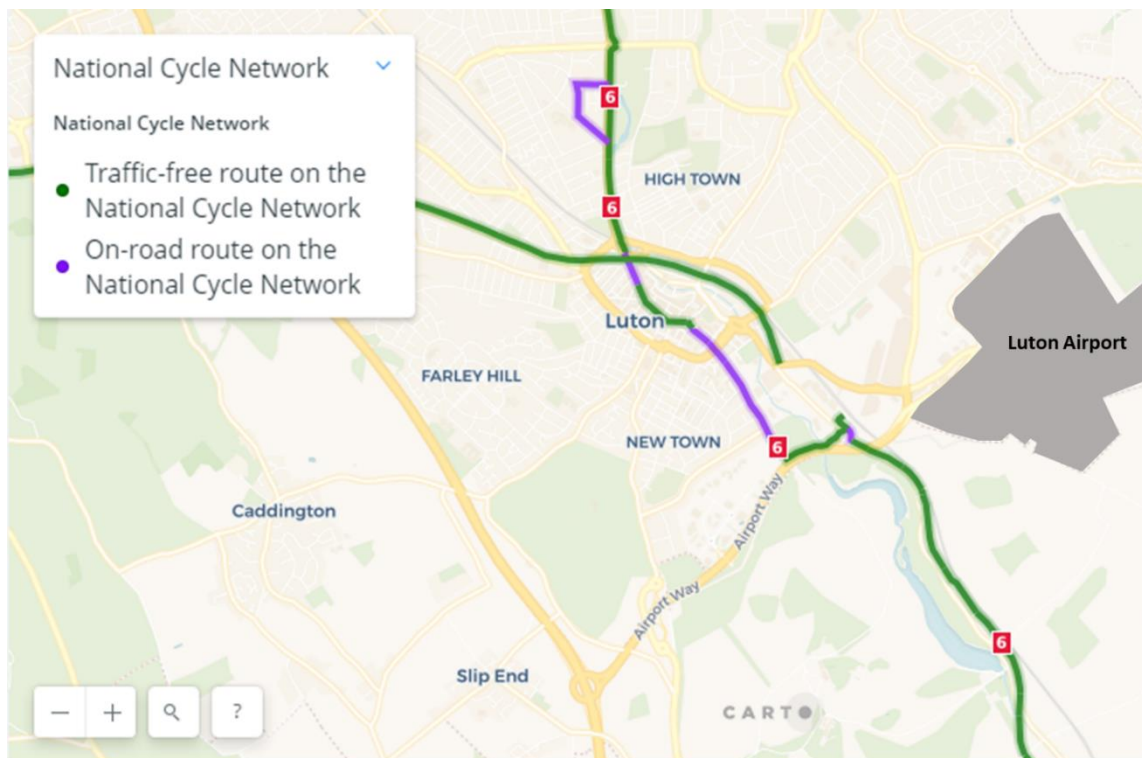 National Cycle Network
National Cycle Network
Traffic-free route on the
National Cycle Network
On-road route on the
National Cycle Network
6
HIGH TOWN
6
Luton
Luton Airport
FARLEY HILL
NEW TOWN
6
Caddington
Airport Way
Airport Way
6
Slip End
CARTO
− + ?